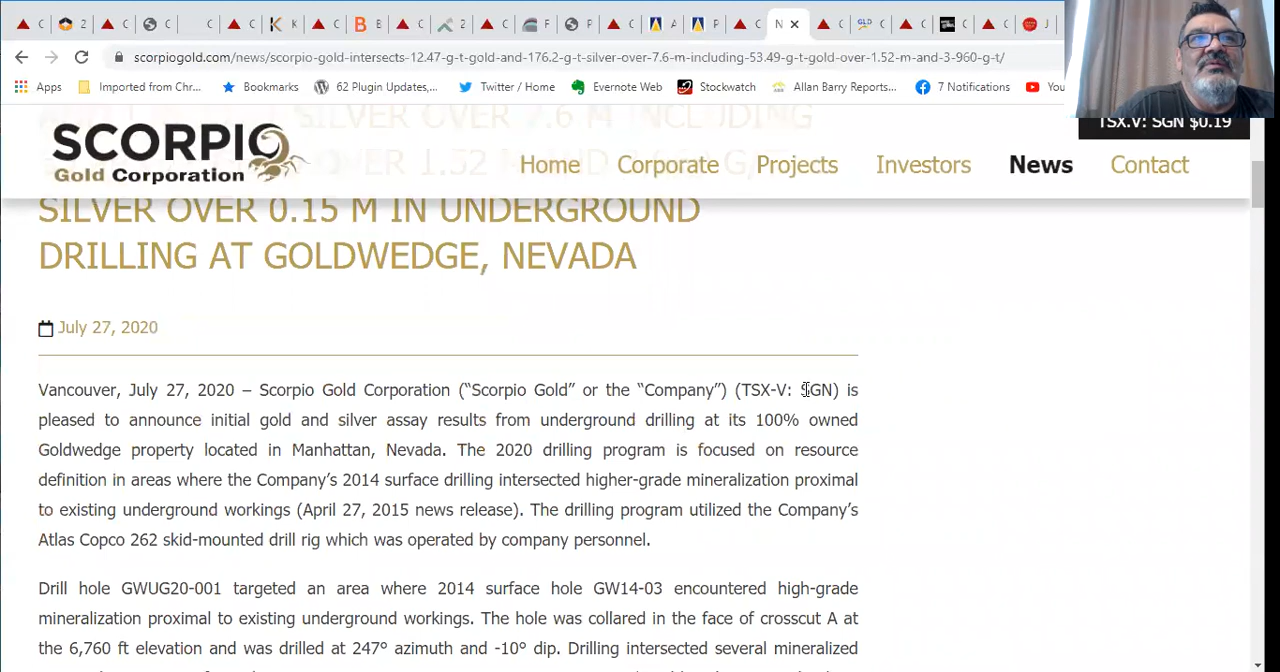 scorpiogold.com/news/scorpio-gold-intersects-12.47-g-t-gold-and-176.2-g-t-silver-over-7.6-m-including-53.49-g-t-gold-over-1.52-m-and-3-960-g-t/
Apps Imported from Chr... Bookmarks 62 Plugin Updates,... Twitter / Home Evernote Web Stockwatch Allan Barry Reports... 7 Notifications You
SILVER OVER 7.6 M INCLUDING
TSX.V: SGN $0.19
SCORPIO
Gold Corporation
Home Corporate Projects Investors News Contact
OVER 1.52 M AND
SILVER OVER 0.15 M IN UNDERGROUND
DRILLING AT GOLDWEDGE, NEVADA
July 27, 2020
Vancouver, July 27, 2020 – Scorpio Gold Corporation (“Scorpio Gold” or the “Company”) (TSX-V: SGN) is
pleased to announce initial gold and silver assay results from underground drilling at its 100% owned
Goldwedge property located in Manhattan, Nevada. The 2020 drilling program is focused on resource
definition in areas where the Company’s 2014 surface drilling intersected higher-grade mineralization proximal
to existing underground workings (April 27, 2015 news release). The drilling program utilized the Company’s
Atlas Copco 262 skid-mounted drill rig which was operated by company personnel.
Drill hole GWUG20-001 targeted an area where 2014 surface hole GW14-03 encountered high-grade
mineralization proximal to existing underground workings. The hole was collared in the face of crosscut A at
the 6,760 ft elevation and was drilled at 247° azimuth and -10° dip. Drilling intersected several mineralized